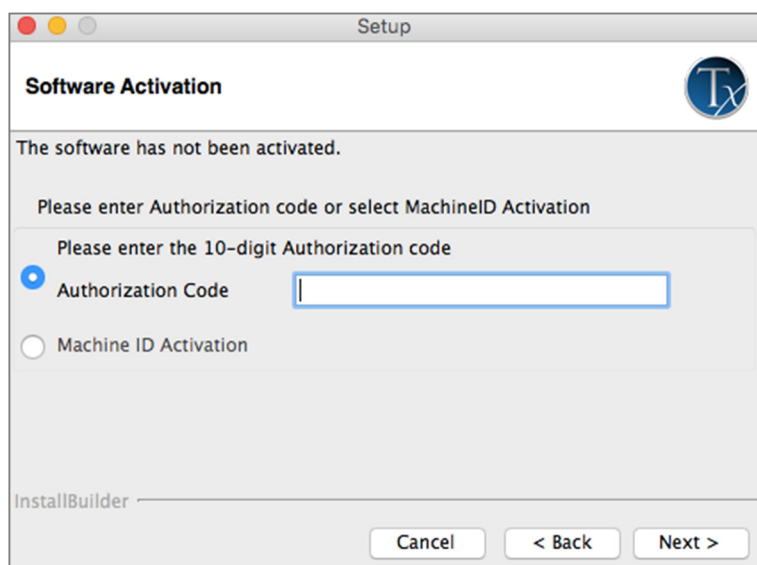 Setup
Software Activation
Tx
The software has not been activated.
Please enter Authorization code or select MachineID Activation
Please enter the 10-digit Authorization code
Authorization Code
Machine ID Activation
InstallBuilder
Cancel
< Back
Next >